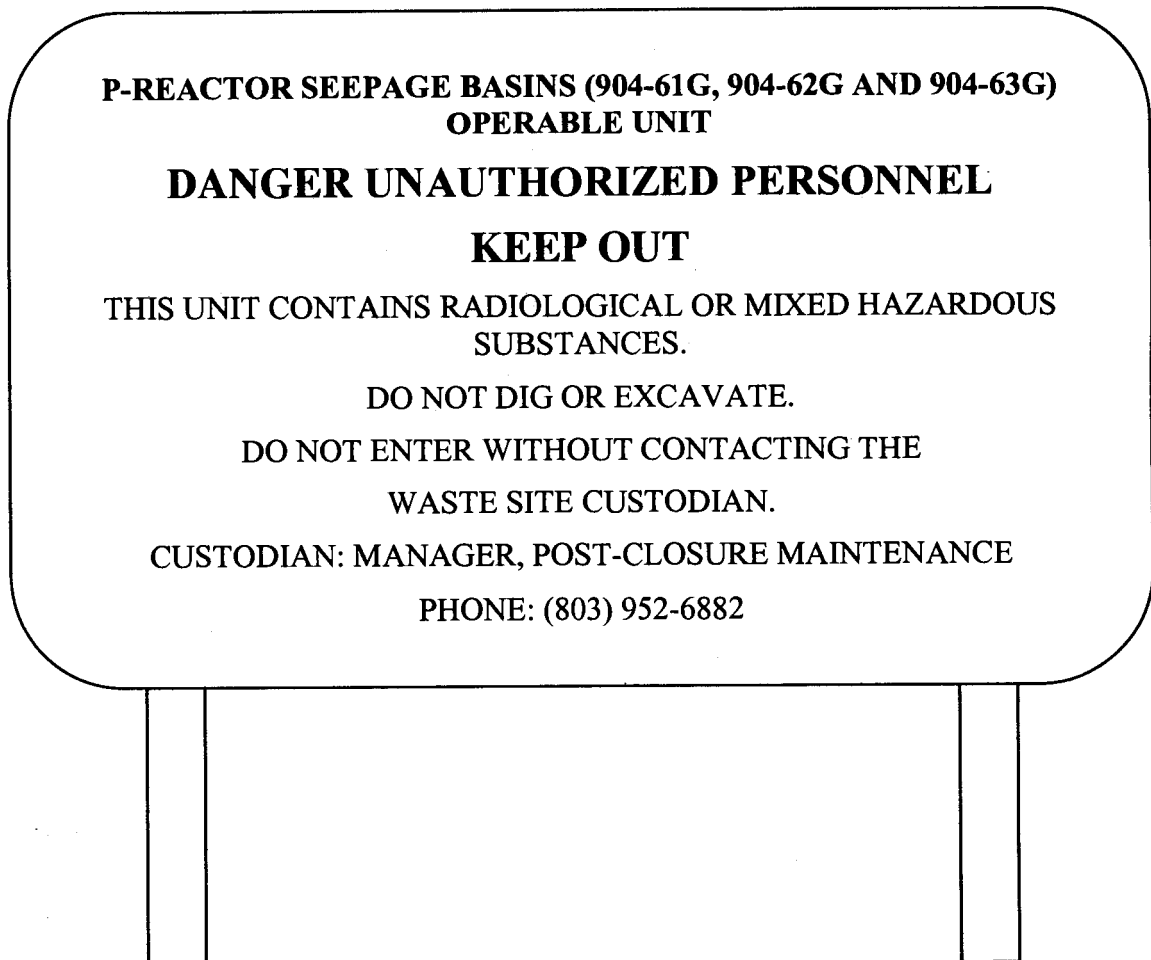 P-REACTOR SEEPAGE BASINS (904-61G, 904-62G AND 904-63G)
OPERABLE UNIT
DANGER UNAUTHORIZED PERSONNEL
KEEP OUT
THIS UNIT CONTAINS RADIOLOGICAL OR MIXED HAZARDOUS
SUBSTANCES.
DO NOT DIG OR EXCAVATE.
DO NOT ENTER WITHOUT CONTACTING THE
WASTE SITE CUSTODIAN.
CUSTODIAN: MANAGER, POST-CLOSURE MAINTENANCE
PHONE: (803) 952-6882